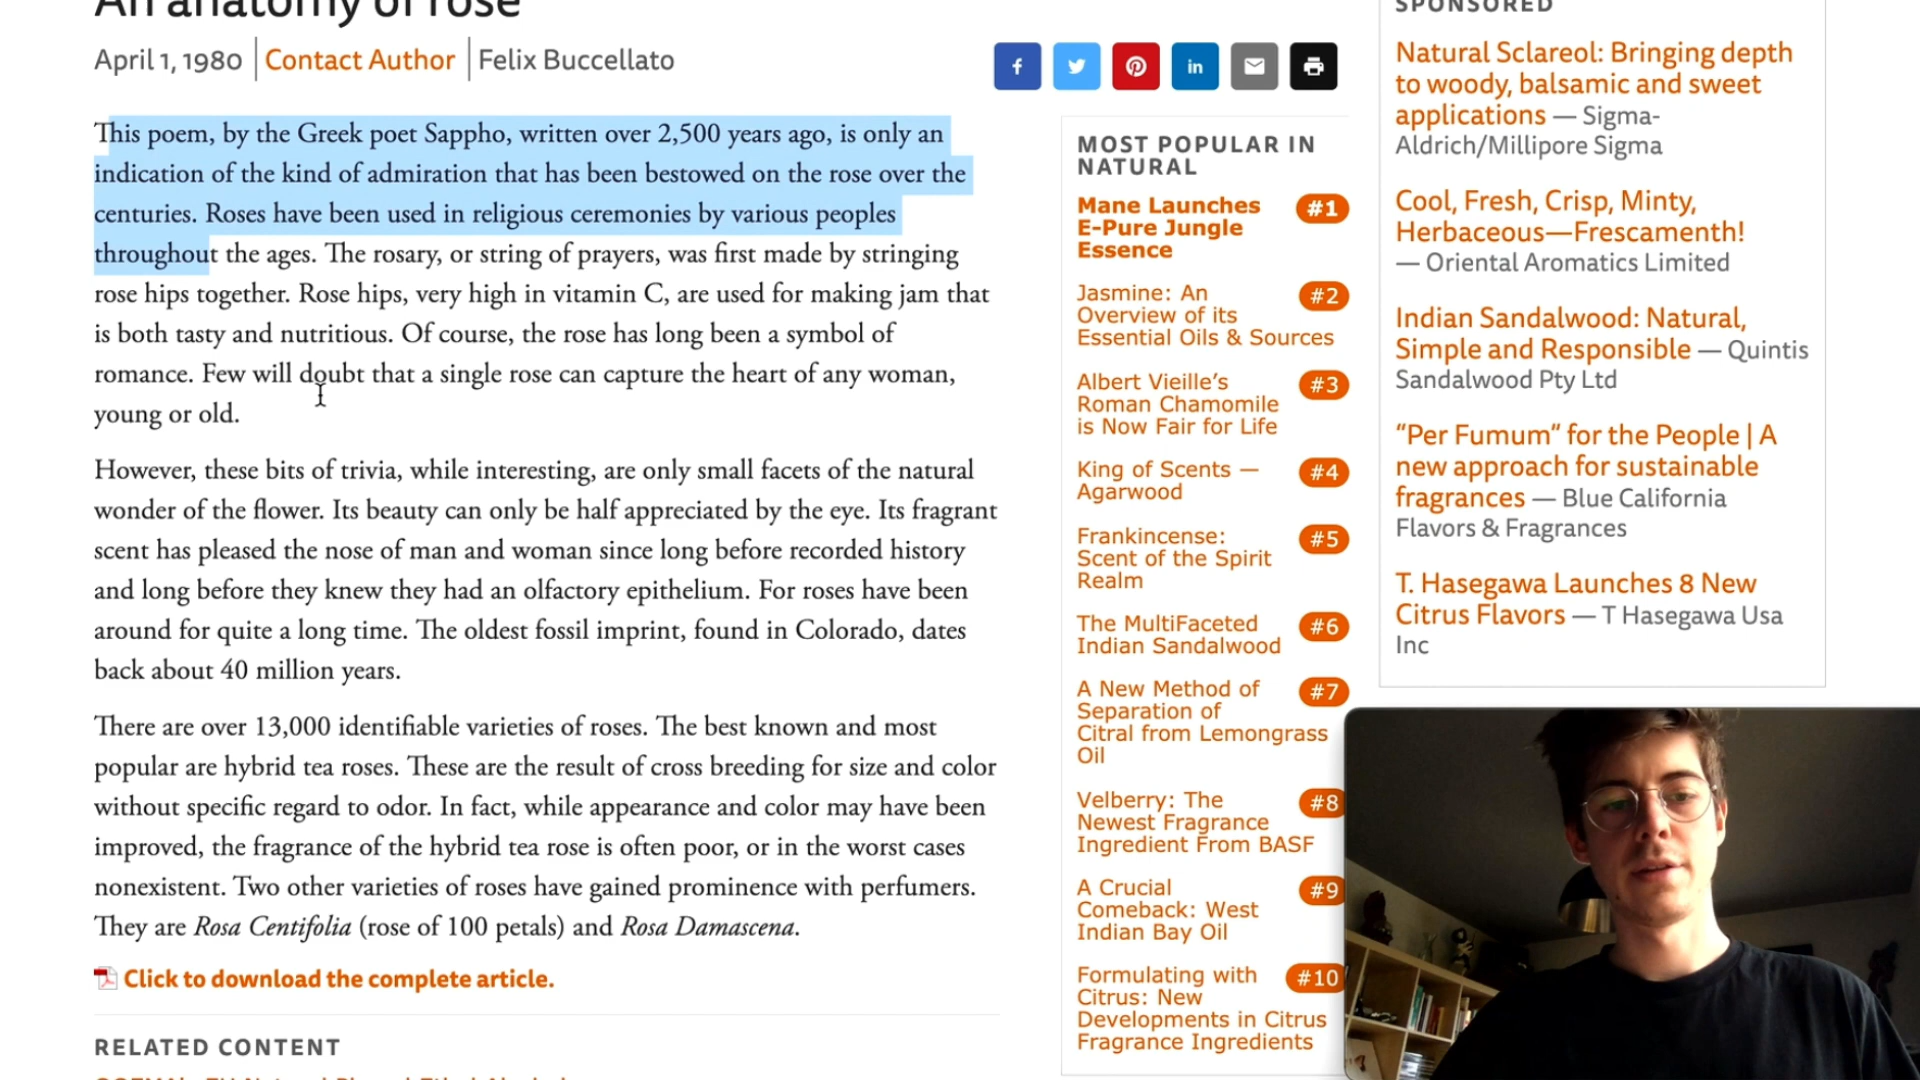 An anatomy of rose
April 1, 1980 | Contact Author | Felix Buccellato
This poem, by the Greek poet Sappho, written over 2,500 years ago, is only an
indication of the kind of admiration that has been bestowed on the rose over the
centuries. Roses have been used in religious ceremonies by various peoples
throughout the ages. The rosary, or string of prayers, was first made by stringing
rose hips together. Rose hips, very high in vitamin C, are used for making jam that
is both tasty and nutritious. Of course, the rose has long been a symbol of
romance. Few will doubt that a single rose can capture the heart of any woman,
young or old.
However, these bits of trivia, while interesting, are only small facets of the natural
wonder of the flower. Its beauty can only be half appreciated by the eye. Its fragrant
scent has pleased the nose of man and woman since long before recorded history
and long before they knew they had an olfactory epithelium. For roses have been
around for quite a long time. The oldest fossil imprint, found in Colorado, dates
back about 40 million years.
There are over 13,000 identifiable varieties of roses. The best known and most
popular are hybrid tea roses. These are the result of cross breeding for size and color
without specific regard to odor. In fact, while appearance and color may have been
improved, the fragrance of the hybrid tea rose is often poor, or in the worst cases
nonexistent. Two other varieties of roses have gained prominence with perfumers.
They are Rosa Centifolia (rose of 100 petals) and Rosa Damascena.
Click to download the complete article.
RELATED CONTENT
MOST POPULAR IN
NATURAL
Mane Launches
E-Pure Jungle
Essence
#1
Jasmine: An
Overview of its
Essential Oils & Sources
#2
Albert Vieille’s
Roman Chamomile
is Now Fair for Life
#3
King of Scents —
Agarwood
#4
Frankincense:
Scent of the Spirit
Realm
#5
The MultiFaceted
Indian Sandalwood
#6
A New Method of
Separation of
Citral from Lemongrass
Oil
#7
Velberry: The
Newest Fragrance
Ingredient From BASF
#8
A Crucial
Comeback: West
Indian Bay Oil
#9
Formulating with
Citrus: New
Developments in Citrus
Fragrance Ingredients
#10
SPONSORED
Natural Sclareol: Bringing depth
to woody, balsamic and sweet
applications — Sigma-
Aldrich/Millipore Sigma
Cool, Fresh, Crisp, Minty,
Herbaceous—Frescamenth!
— Oriental Aromatics Limited
Indian Sandalwood: Natural,
Simple and Responsible — Quintis
Sandalwood Pty Ltd
“Per Fumum” for the People | A
new approach for sustainable
fragrances — Blue California
Flavors & Fragrances
T. Hasegawa Launches 8 New
Citrus Flavors — T Hasegawa Usa
Inc